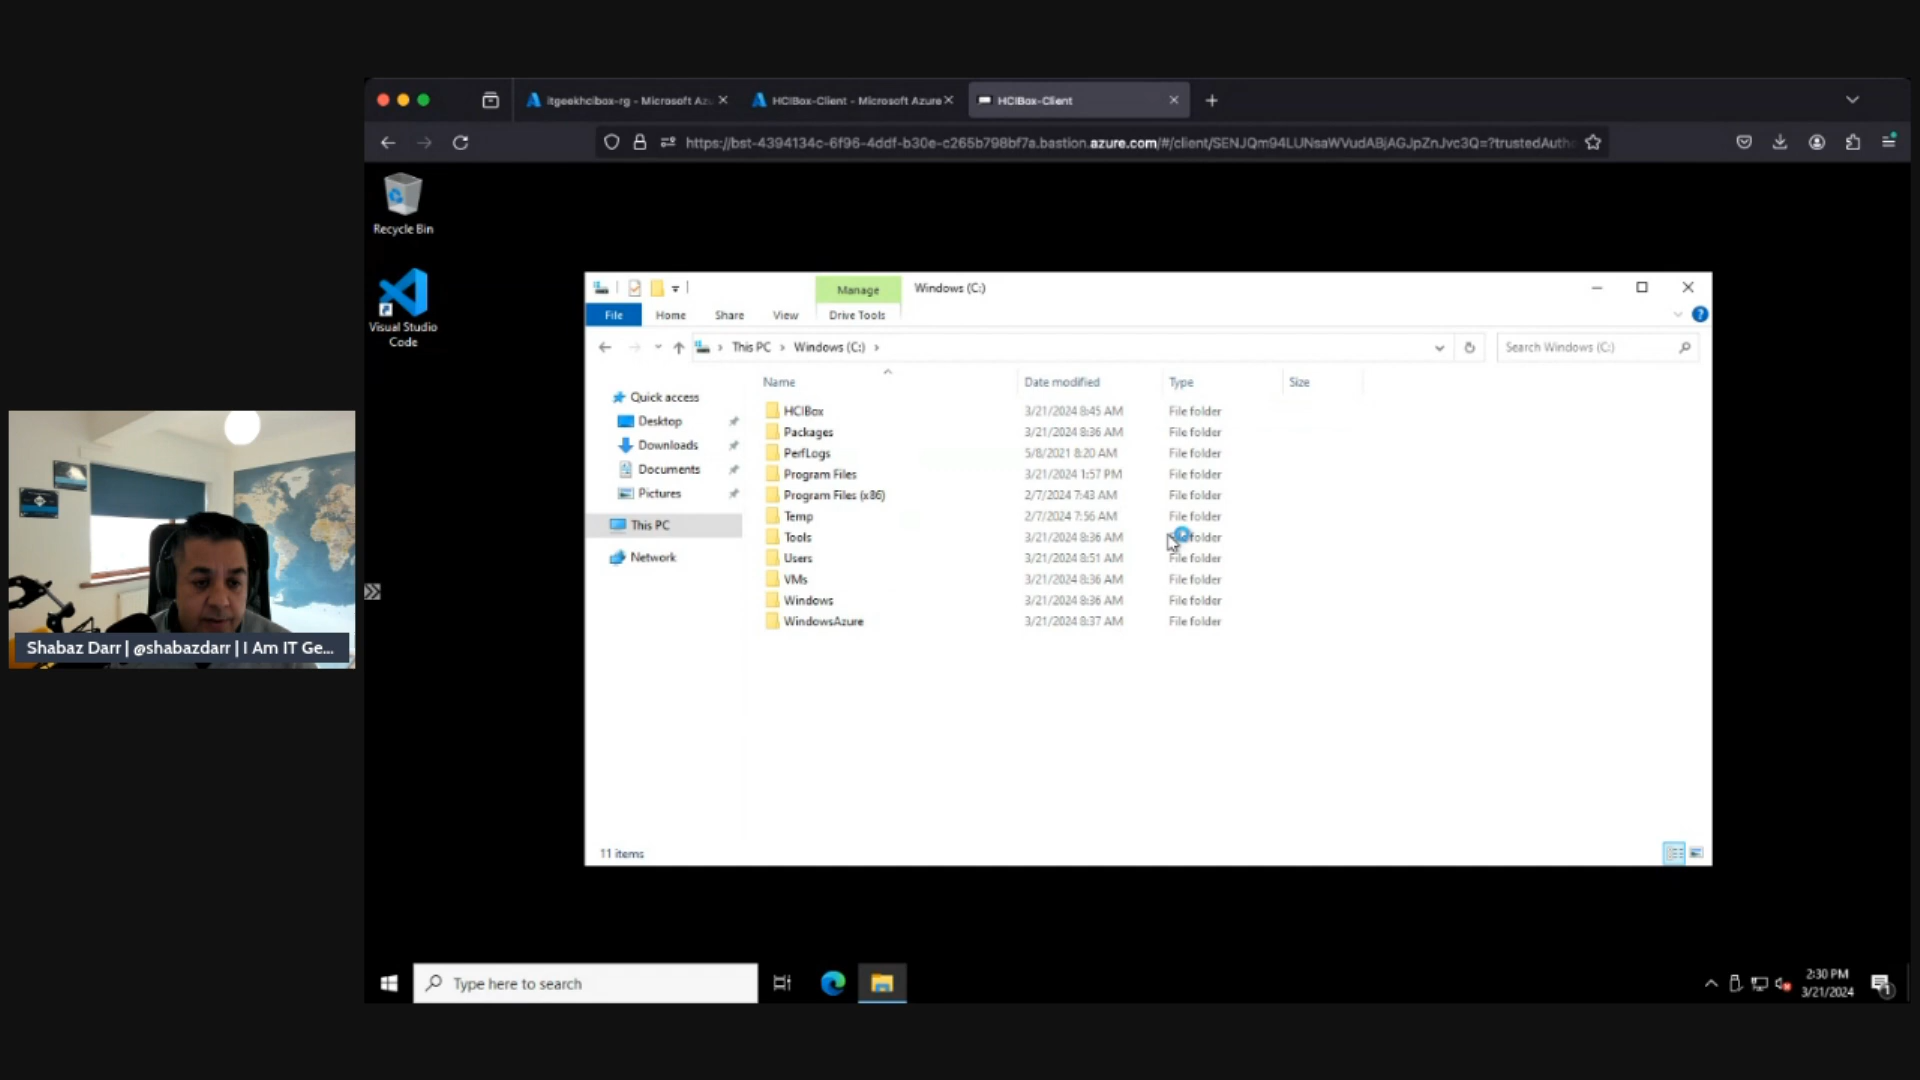 itgeekhcibox-rg - Microsoft Az
HCIBox-Client - Microsoft Azure
HCIBox-Client
https://bst-4394134c-6f96-4ddf-b30e-c265b798bf7a.bastion.azure.com/#/client/SENJQm94LUNsaWVudABjAGJpZnJvc3Q=?trustedAuth
Recycle Bin
Visual Studio
Code
Manage
Windows (C:)
File
Home
Share
View
Drive Tools
This PC
Windows (C:)
Search Windows (C:)
Name
Date modified
Type
Size
Quick access
Desktop
Downloads
Documents
Pictures
This PC
Network
HCIBox 3/21/2024 8:45 AM File folder
Packages 3/21/2024 8:36 AM File folder
PerfLogs 5/8/2021 8:20 AM File folder
Program Files 3/21/2024 1:57 PM File folder
Program Files (x86) 2/7/2024 7:43 AM File folder
Temp 2/7/2024 7:56 AM File folder
Tools 3/21/2024 8:36 AM folder
Users 3/21/2024 8:51 AM File folder
VMs 3/21/2024 8:36 AM File folder
Windows 3/21/2024 8:36 AM File folder
WindowsAzure 3/21/2024 8:37 AM File folder
11 items
Shabaz Darr | @shabazdarr | I Am IT Ge...
Type here to search
2:30 PM
3/21/2024
1